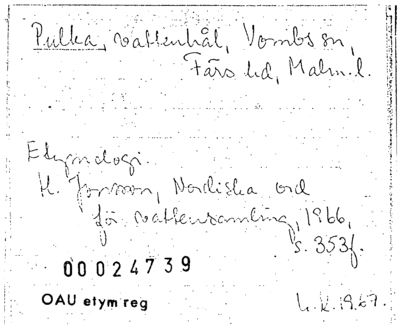 Pulka, vattenhål, Vombs sn,
Färs hd, Malm. l.
Etymologi.
H. Jonsson, Nordiska ord
för vattensamling, 1966,
s. 353f.
00024739
OAU etym reg
L.K. 1967.